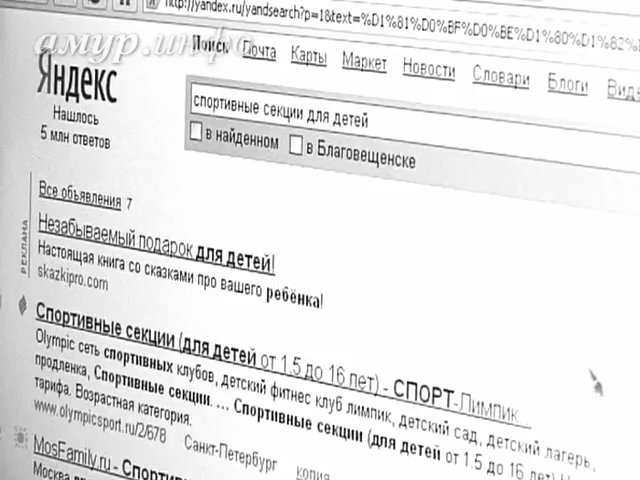 http://yandex.ru/yandsearch?p=1&text=%D1%81%D0%BF%D0%BE%D1%80%D1%82%
амур.инфо
Поиск Почта Карты Маркет Новости Словари Блоги Виде
Яндекс
спортивные секции для детей
Нашлось
5 млн ответов
в найденном в Благовещенске
Все объявления 7
РЕКЛАМА
Незабываемый подарок для детей!
Настоящая книга со сказками про вашего ребёнка!
skazkipro.com
Спортивные секции (для детей от 1.5 до 16 лет) - СПОРТ-Лимпик...
Olympic сеть спортивных клубов, детский фитнес клуб лимпик, детский сад, детский лагерь,
продленка, Спортивные секции. ... Спортивные секции (для детей от 1.5 до 16 лет) Н
тарифа. Возрастная категория.
www.olympicsport.ru/2/678 Санкт-Петербург копия
MosFamily.ru - Спортивн
Москва